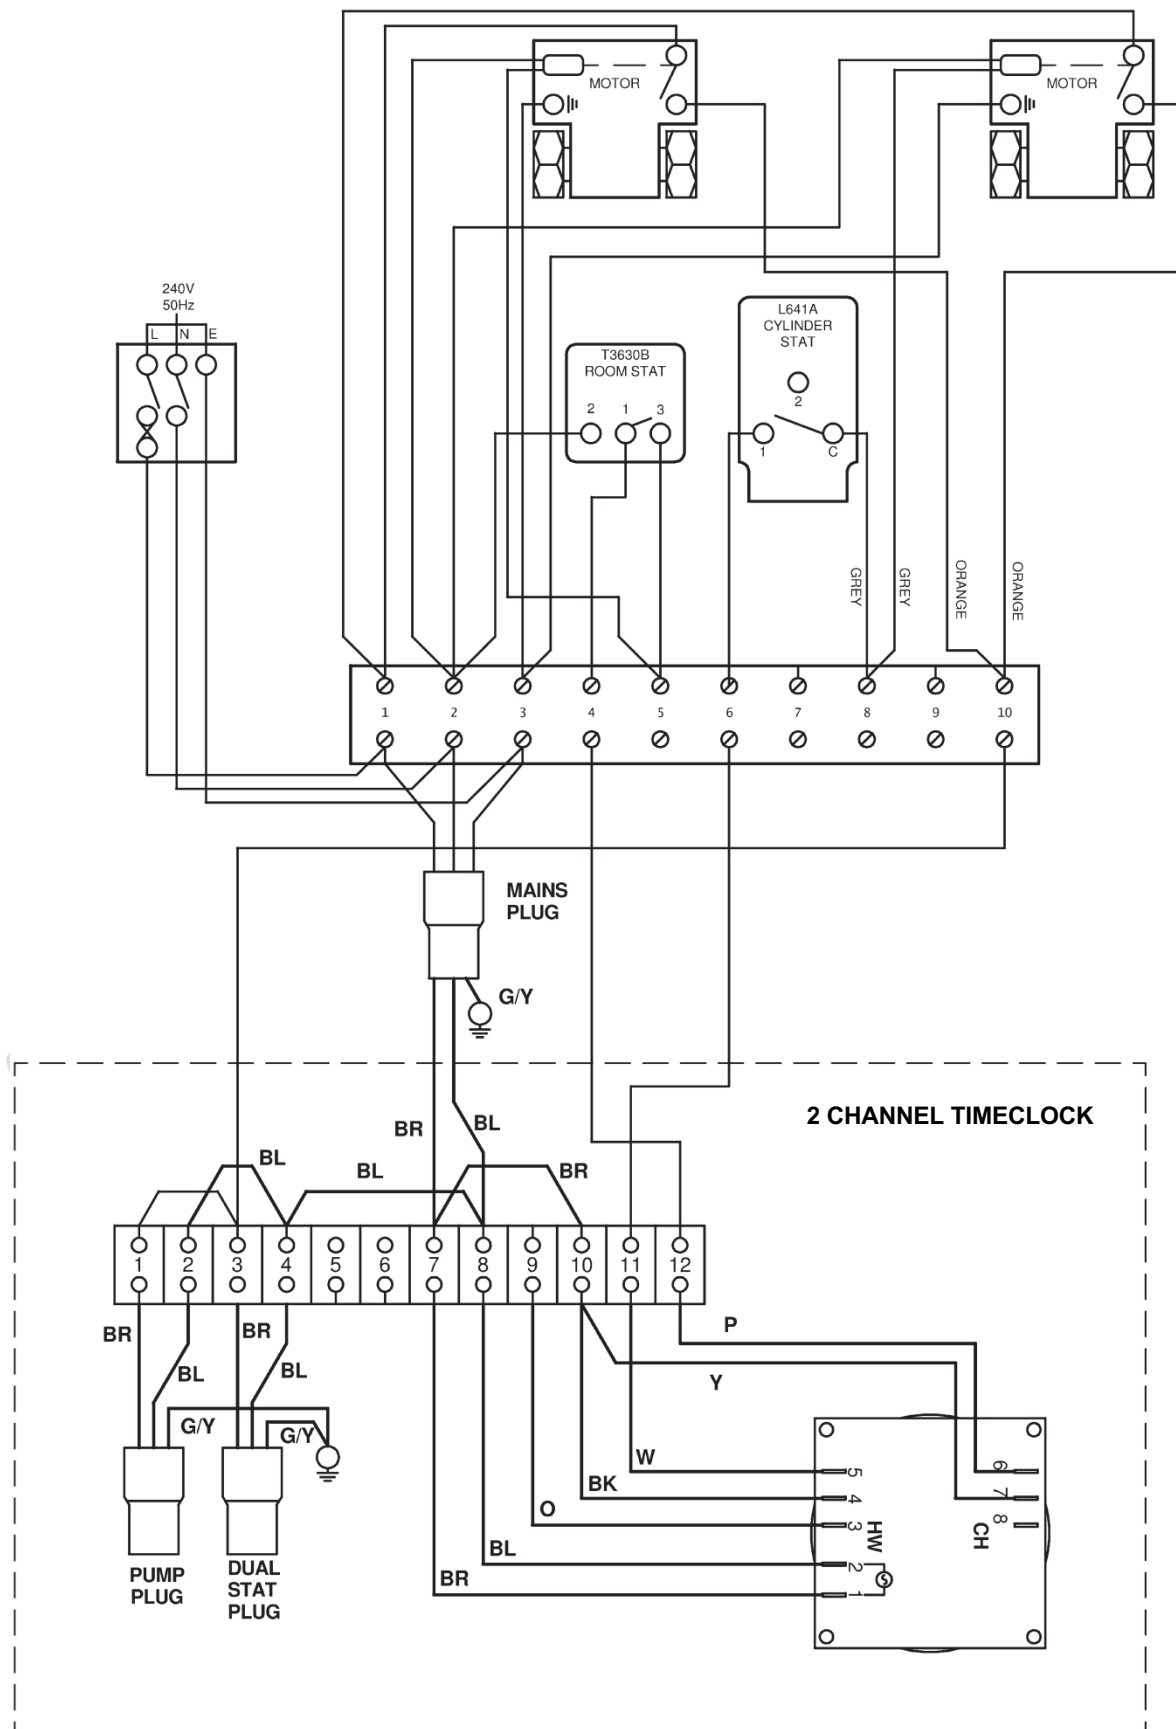 MOTOR
MOTOR
240V
50Hz
L N E
L641A
CYLINDER
STAT
2
1 C
T3630B
ROOM STAT
2 1 3
GREY
GREY
ORANGE
ORANGE
1 2 3 4 5 6 7 8 9 10
MAINS
PLUG
G/Y
2 CHANNEL TIMECLOCK
BR
BL
BL
BL
BR
1 2 3 4 5 6 7 8 9 10 11 12
BR
BL
BR
BL
P
Y
G/Y
G/Y
W
BK
O
BL
BR
5
4
3
2
1
HW
6
7
8
CH
PUMP
PLUG
DUAL
STAT
PLUG